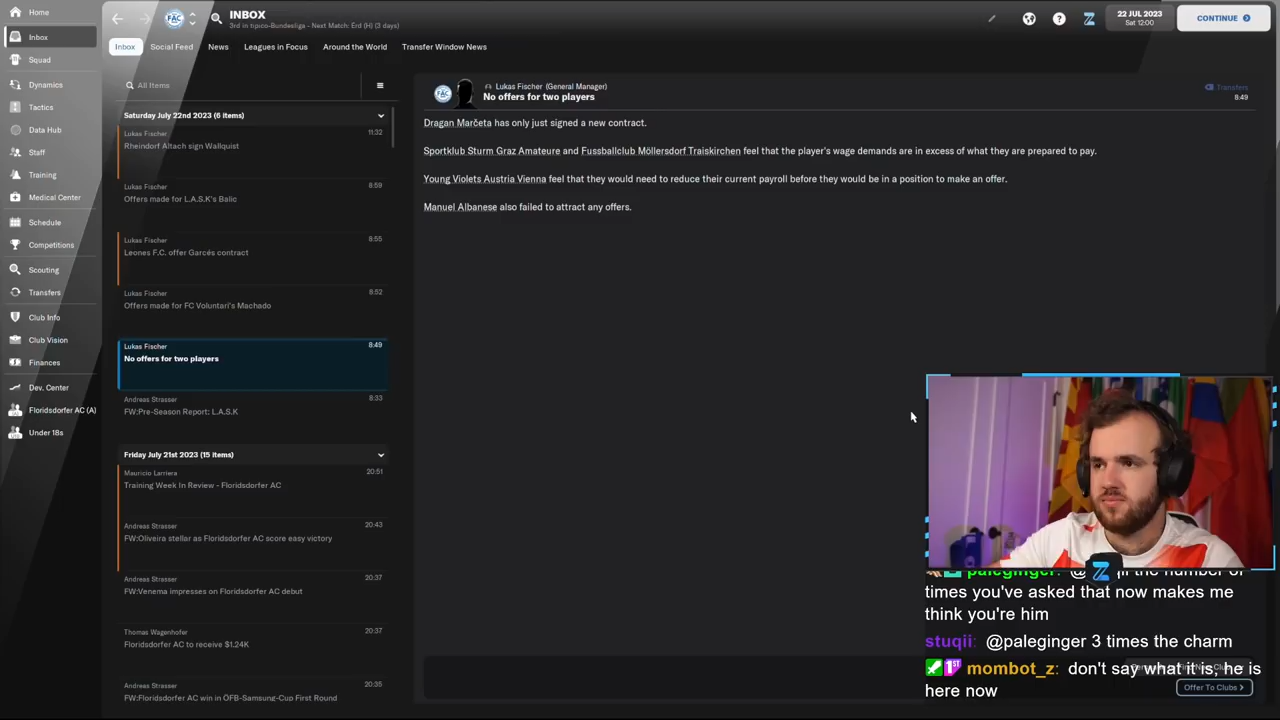 Home
Inbox
Squad
Dynamics
Tactics
Data Hub
Staff
Training
Medical Center
Schedule
Competitions
Scouting
Transfers
Club Info
Club Vision
Finances
Dev. Center
Floridsdorfer AC (A)
Under 18s
FAC
INBOX
3rd in tipico-Bundesliga - Next Match: Erd (H) (3 days)
22 JUL 2023
Sat 12:00
CONTINUE
Inbox
Social Feed
News
Leagues in Focus
Around the World
Transfer Window News
All Items
Saturday July 22nd 2023 (6 items)
Lukas Fischer 11:32
Rheindorf Altach sign Wallquist
Lukas Fischer 8:59
Offers made for L.A.S.K's Balic
Lukas Fischer 8:55
Leones F.C. offer Garcés contract
Lukas Fischer 8:52
Offers made for FC Voluntari's Machado
Lukas Fischer 8:49
No offers for two players
Andreas Strasser 8:33
FW:Pre-Season Report: L.A.S.K
Friday July 21st 2023 (15 items)
Mauricio Larriera 20:51
Training Week In Review - Floridsdorfer AC
Andreas Strasser 20:43
FW:Oliveira stellar as Floridsdorfer AC score easy victory
Andreas Strasser 20:37
FW:Venema impresses on Floridsdorfer AC debut
Thomas Wagenhofer 20:37
Floridsdorfer AC to receive $1.24K
Andreas Strasser 20:35
FW:Floridsdorfer AC win in ÖFB-Samsung-Cup First Round
FAC
Lukas Fischer (General Manager)
No offers for two players
Transfers
8:49
Dragan Marčeta has only just signed a new contract.
Sportklub Sturm Graz Amateure and Fussballclub Möllersdorf Traiskirchen feel that the player's wage demands are in excess of what they are prepared to pay.
Young Violets Austria Vienna feel that they would need to reduce their current payroll before they would be in a position to make an offer.
Manuel Albanese also failed to attract any offers.
paleginger: the number of
times you've asked that now makes me
think you're him
stuqii: @paleginger 3 times the charm
mombot_z: don't say what it is, he is
here now
Offer To Clubs